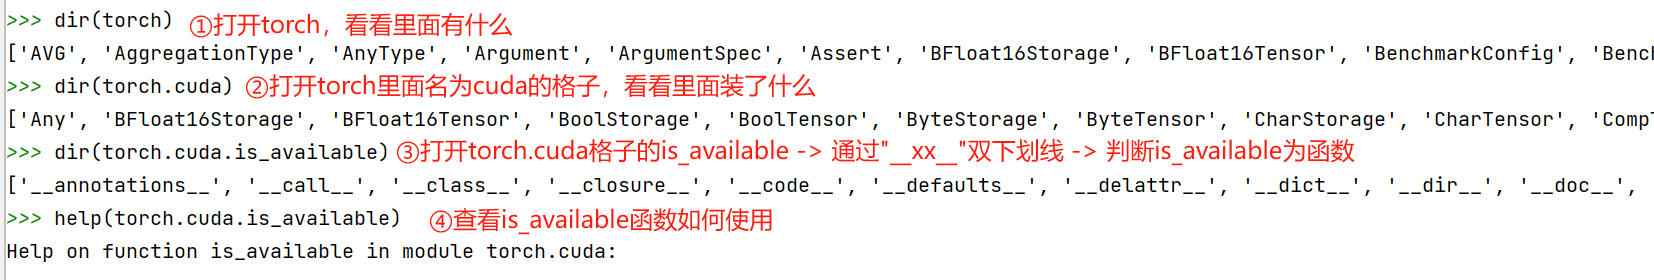 >>> dir(torch) ①打开torch，看看里面有什么
['AVG', 'AggregationType', 'AnyType', 'Argument', 'ArgumentSpec', 'Assert', 'BFloat16Storage', 'BFloat16Tensor', 'BenchmarkConfig', 'Bench
>>> dir(torch.cuda) ②打开torch里面名为cuda的格子，看看里面装了什么
['Any', 'BFloat16Storage', 'BFloat16Tensor', 'BoolStorage', 'BoolTensor', 'ByteStorage', 'ByteTensor', 'CharStorage', 'CharTensor', 'Comp
>>> dir(torch.cuda.is_available) ③打开torch.cuda格子的is_available -> 通过"__xx__"双下划线 -> 判断is_available为函数
['__annotations__', '__call__', '__class__', '__closure__', '__code__', '__defaults__', '__delattr__', '__dict__', '__dir__', '__doc__',
>>> help(torch.cuda.is_available) ④查看is_available函数如何使用
Help on function is_available in module torch.cuda: